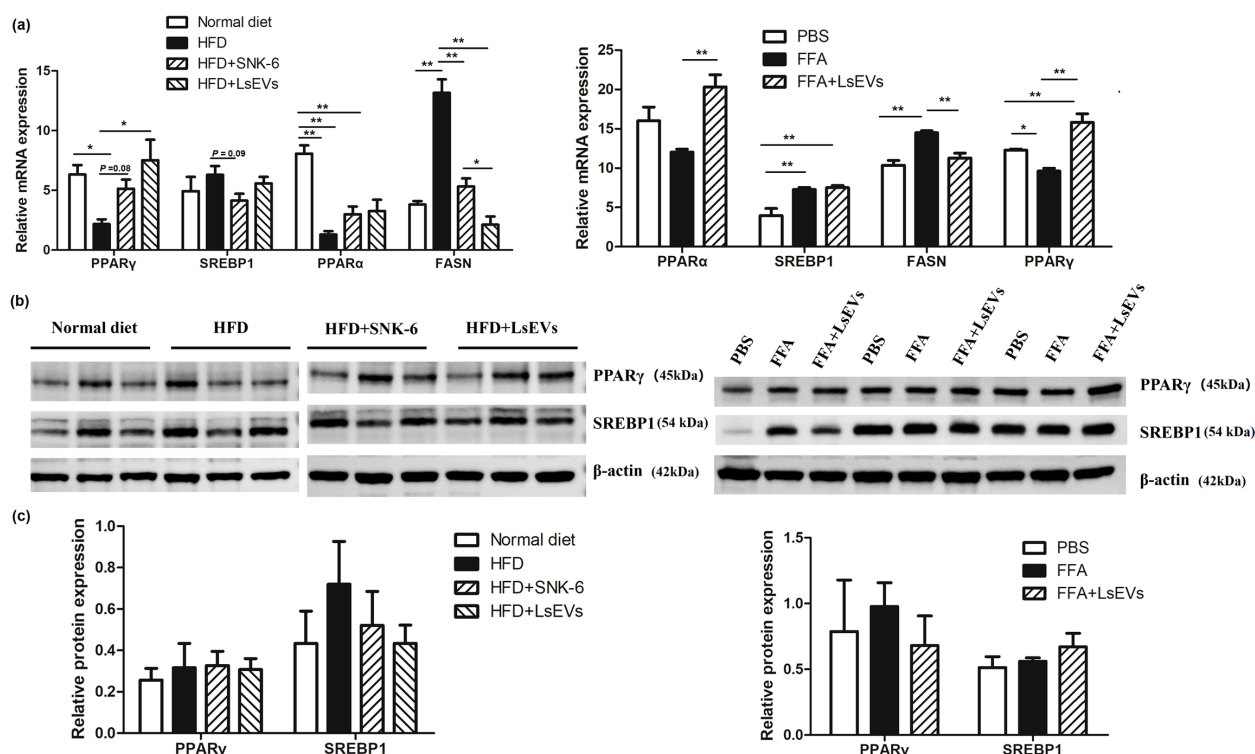 (a)
Normal diet
HFD
HFD+SNK-6
HFD+LsEVs
Relative mRNA expression
15
10
5
0
*
*
P =0.08
P = 0.09
**
**
**
**
**
**
*
PPARγ SREBP1 PPARα FASN
PBS
FFA
FFA+LsEVs
Relative mRNA expression
25
20
15
10
5
0
**
**
**
**
**
**
**
*
PPARα SREBP1 FASN PPARγ
(b)
Normal diet HFD HFD+SNK-6 HFD+LsEVs
PPARγ (45kDa)
SREBP1 (54 kDa)
β-actin (42kDa)
PBS FFA FFA+LsEVs PBS FFA FFA+LsEVs PBS FFA FFA+LsEVs
PPARγ (45kDa)
SREBP1 (54 kDa)
β-actin (42kDa)
(c)
Normal diet
HFD
HFD+SNK-6
HFD+LsEVs
Relative protein expression
1.0
0.8
0.6
0.4
0.2
0.0
PPARγ SREBP1
PBS
FFA
FFA+LsEVs
Relative protein expression
1.5
1.0
0.5
0.0
PPARγ SREBP1